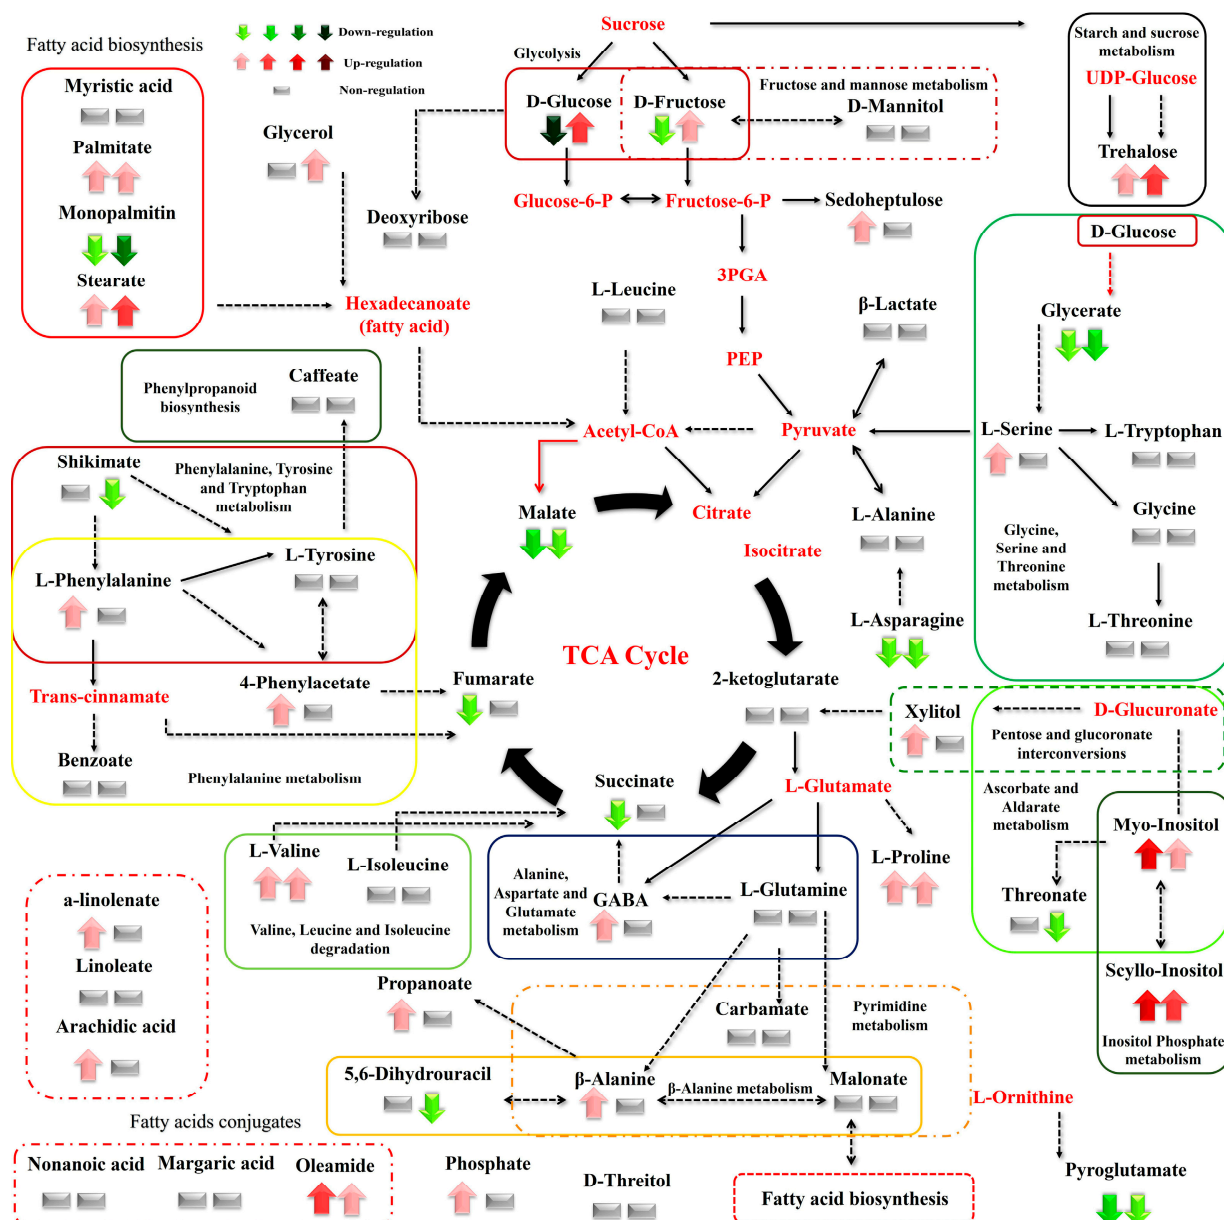 Sucrose
Down-regulation
Up-regulation
Non-regulation
Fatty acid biosynthesis
Glycolysis
Starch and sucrose
metabolism
UDP-Glucose
Trehalose
Myristic acid
Palmitate
Monopalmitin
Stearate
Glycerol
D-Glucose
D-Fructose
Fructose and mannose metabolism
D-Mannitol
Deoxyribose
Glucose-6-P
Fructose-6-P
Sedoheptulose
D-Glucose
Hexadecanoate
(fatty acid)
L-Leucine
3PGA
β-Lactate
Glycerate
PEP
Phenylpropanoid
biosynthesis
Caffeate
Acetyl-CoA
Pyruvate
L-Serine
L-Tryptophan
Shikimate
Phenylalanine, Tyrosine
and Tryptophan
metabolism
Malate
Citrate
L-Alanine
Glycine
Isocitrate
Glycine,
Serine and
Threonine
metabolism
L-Tyrosine
L-Phenylalanine
L-Asparagine
L-Threonine
TCA Cycle
Trans-cinnamate
4-Phenylacetate
Fumarate
2-ketoglutarate
Xylitol
D-Glucuronate
Pentose and glucoronate
interconversions
Benzoate
Phenylalanine metabolism
Succinate
L-Glutamate
Ascorbate and
Aldarate
metabolism
Myo-Inositol
L-Valine
L-Isoleucine
Valine, Leucine and Isoleucine
degradation
Alanine,
Aspartate and
Glutamate
metabolism
GABA
L-Glutamine
L-Proline
Threonate
a-linolenate
Linoleate
Arachidic acid
Scyllo-Inositol
Inositol Phosphate
metabolism
Propanoate
Carbamate
Pyrimidine
metabolism
5,6-Dihydrouracil
β-Alanine
β-Alanine metabolism
Malonate
L-Ornithine
Fatty acids conjugates
Nonanoic acid
Margaric acid
Oleamide
Phosphate
D-Threitol
Fatty acid biosynthesis
Pyroglutamate